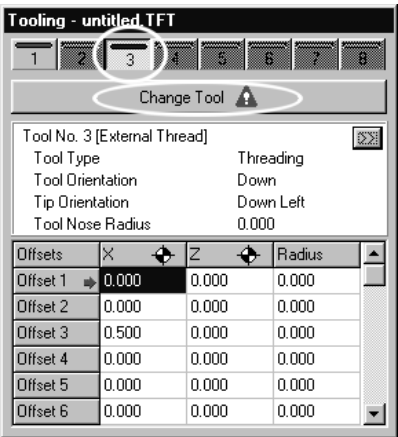 Tooling - untitled.TFT
1 2 3 4 5 6 7 8
Change Tool
Tool No. 3 [External Thread]
Tool Type Threading
Tool Orientation Down
Tip Orientation Down Left
Tool Nose Radius 0.000
Offsets X Z Radius
Offset 1 0.000 0.000 0.000
Offset 2 0.000 0.000 0.000
Offset 3 0.500 0.000 0.000
Offset 4 0.000 0.000 0.000
Offset 5 0.000 0.000 0.000
Offset 6 0.000 0.000 0.000